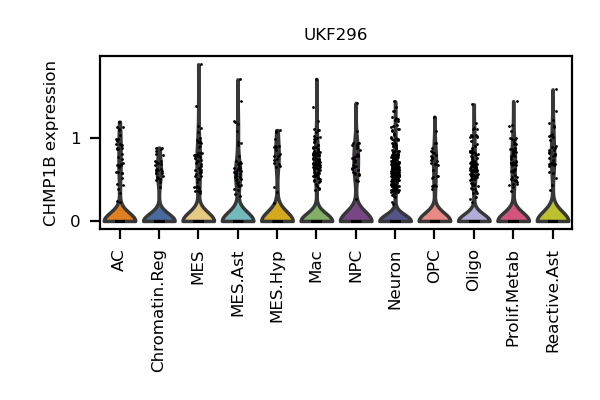 UKF296
CHMP1B expression
1
0
AC
Chromatin.Reg
MES
MES.Ast
MES.Hyp
Mac
NPC
Neuron
OPC
Oligo
Prolif.Metab
Reactive.Ast